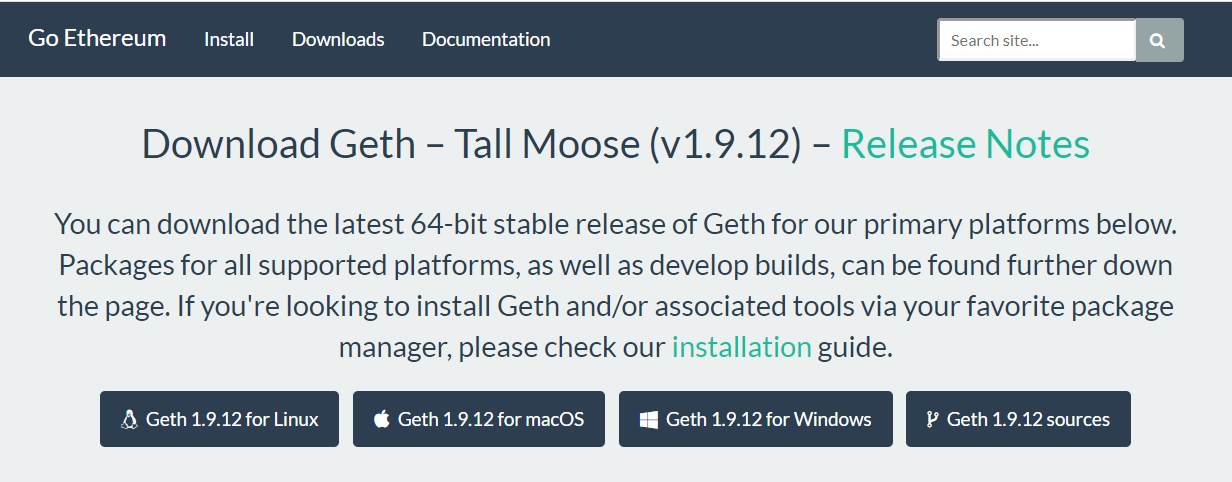 Go Ethereum Install Downloads Documentation Search site...
Download Geth – Tall Moose (v1.9.12) – Release Notes
You can download the latest 64-bit stable release of Geth for our primary platforms below.
Packages for all supported platforms, as well as develop builds, can be found further down
the page. If you're looking to install Geth and/or associated tools via your favorite package
manager, please check our installation guide.
Geth 1.9.12 for Linux Geth 1.9.12 for macOS Geth 1.9.12 for Windows Geth 1.9.12 sources